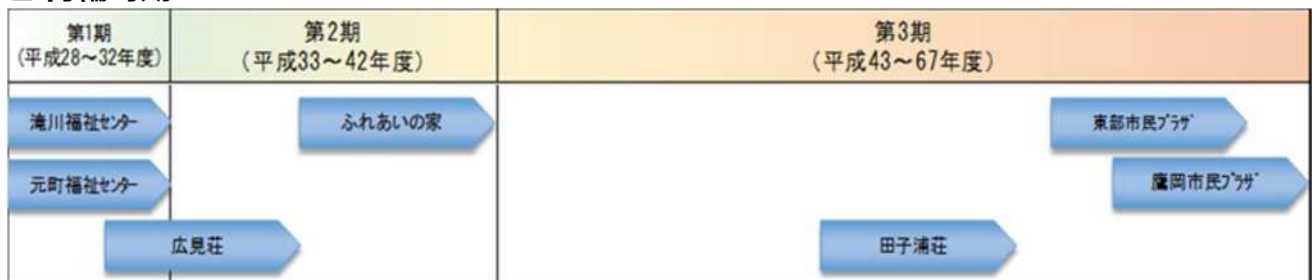 第1期
(平成28~32年度)
第2期
(平成33~42年度)
第3期
(平成43~67年度)
滝川福祉ｾﾝﾀｰ
ふれあいの家
東部市民ﾌﾟﾗｻﾞ
元町福祉ｾﾝﾀｰ
鷹岡市民ﾌﾟﾗｻﾞ
広見荘
田子浦荘